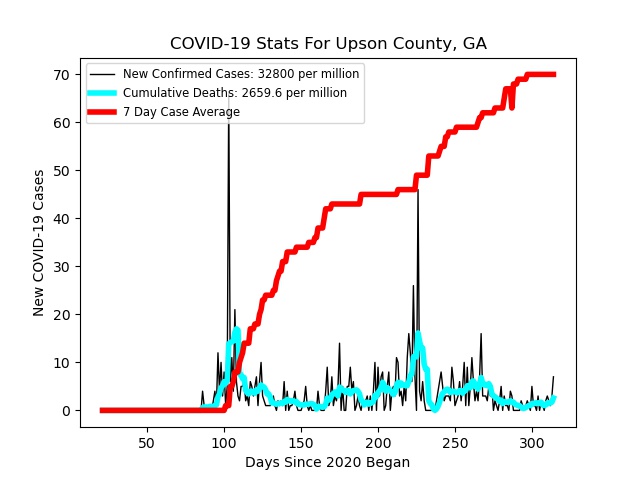 COVID-19 Stats For Upson County, GA
New Confirmed Cases: 32800 per million
Cumulative Deaths: 2659.6 per million
7 Day Case Average
New COVID-19 Cases
70
60
50
40
30
20
10
0
50 100 150 200 250 300
Days Since 2020 Began